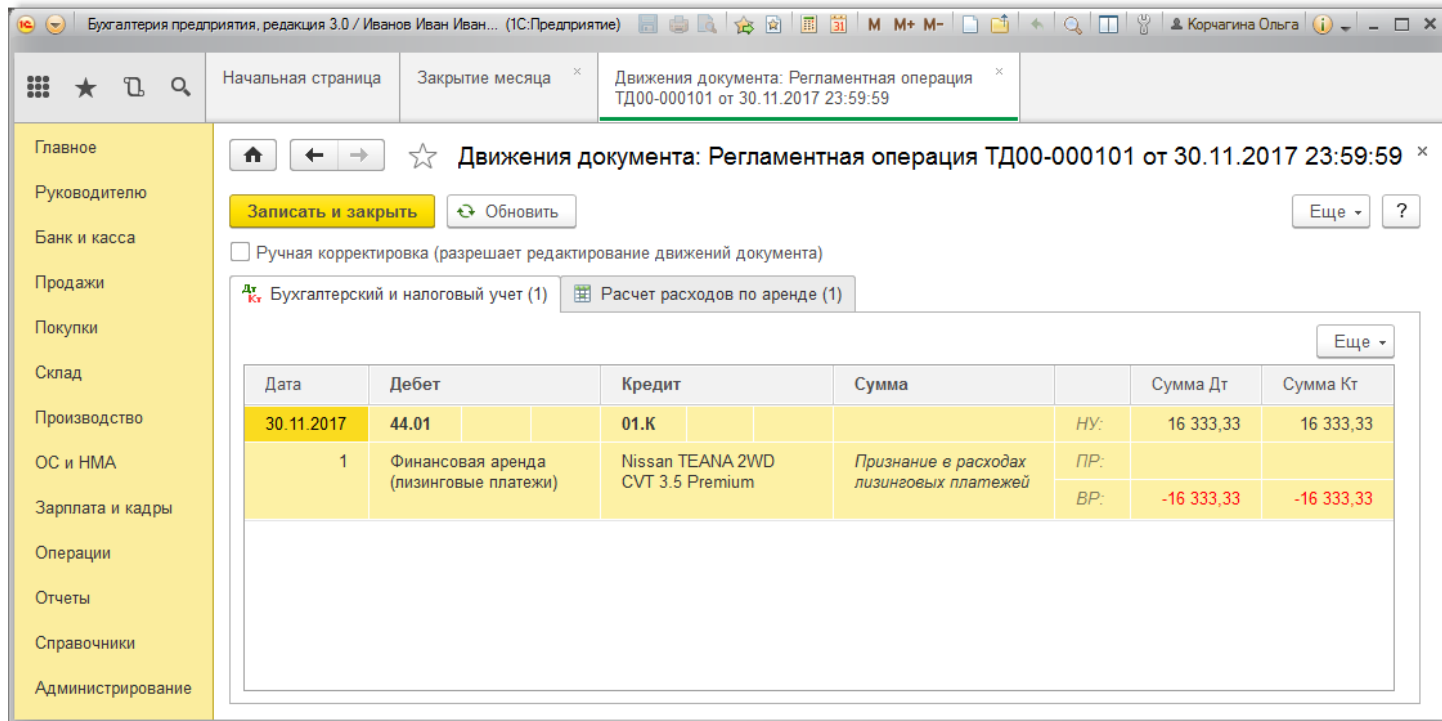 1С Бухгалтерия предприятия, редакция 3.0 / Иванов Иван Иван... (1С:Предприятие) 31 M M+ M- Корчагина Ольга
Начальная страница
Закрытие месяца
Движения документа: Регламентная операция
ТД00-000101 от 30.11.2017 23:59:59
Главное
Руководителю
Банк и касса
Продажи
Покупки
Склад
Производство
ОС и НМА
Зарплата и кадры
Операции
Отчеты
Справочники
Администрирование
Движения документа: Регламентная операция ТД00-000101 от 30.11.2017 23:59:59
Записать и закрыть Обновить Еще ?
Ручная корректировка (разрешает редактирование движений документа)
Дт Кт Бухгалтерский и налоговый учет (1) Расчет расходов по аренде (1)
Еще
Дата Дебет Кредит Сумма Сумма Дт Сумма Кт
30.11.2017 44.01 01.К НУ: 16 333,33 16 333,33
1 Финансовая аренда Nissan TEANA 2WD Признание в расходах ПР:
(лизинговые платежи) CVT 3.5 Premium лизинговых платежей
ВР: -16 333,33 -16 333,33